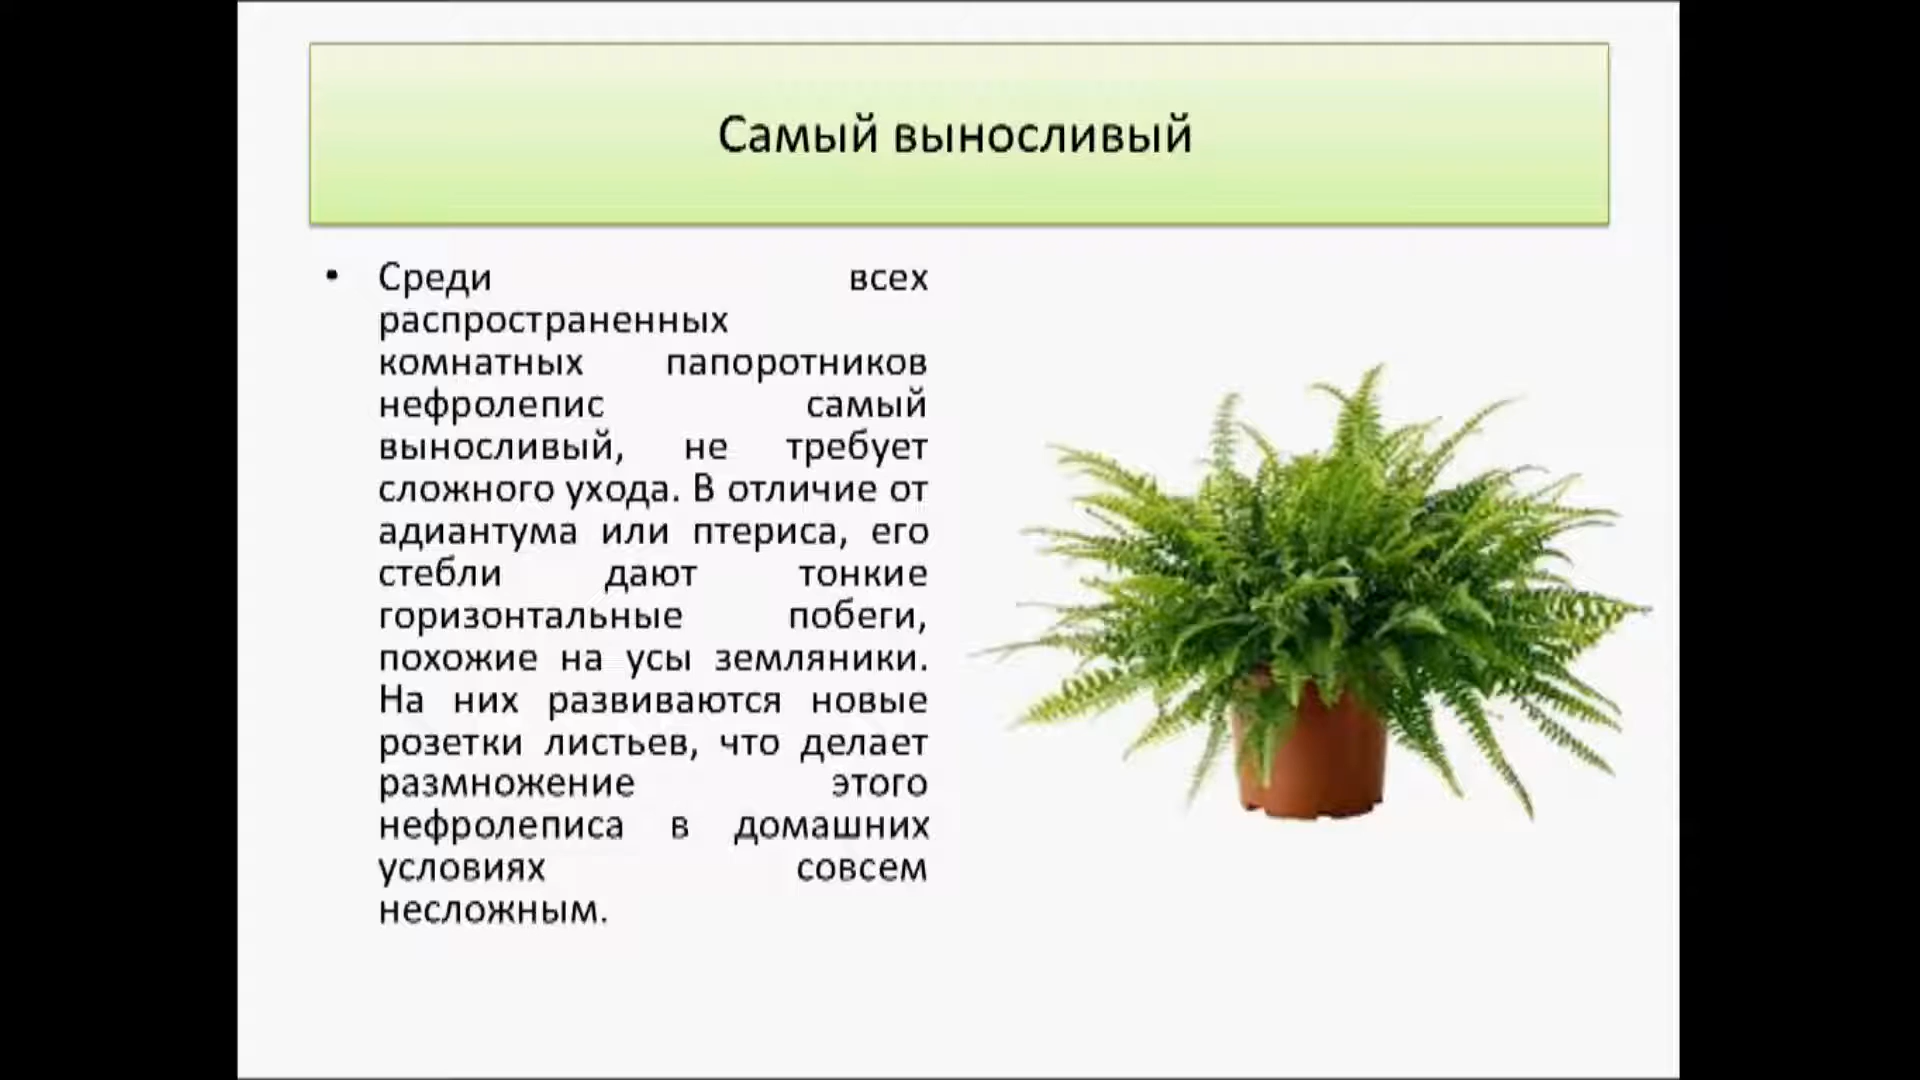 Самый выносливый
• Среди всех
распространенных
комнатных папоротников
нефролепис самый
выносливый, не требует
сложного ухода. В отличие от
адиантума или птериса, его
стебли дают тонкие
горизонтальные побеги,
похожие на усы земляники.
На них развиваются новые
розетки листьев, что делает
размножение этого
нефролеписа в домашних
условиях совсем
несложным.